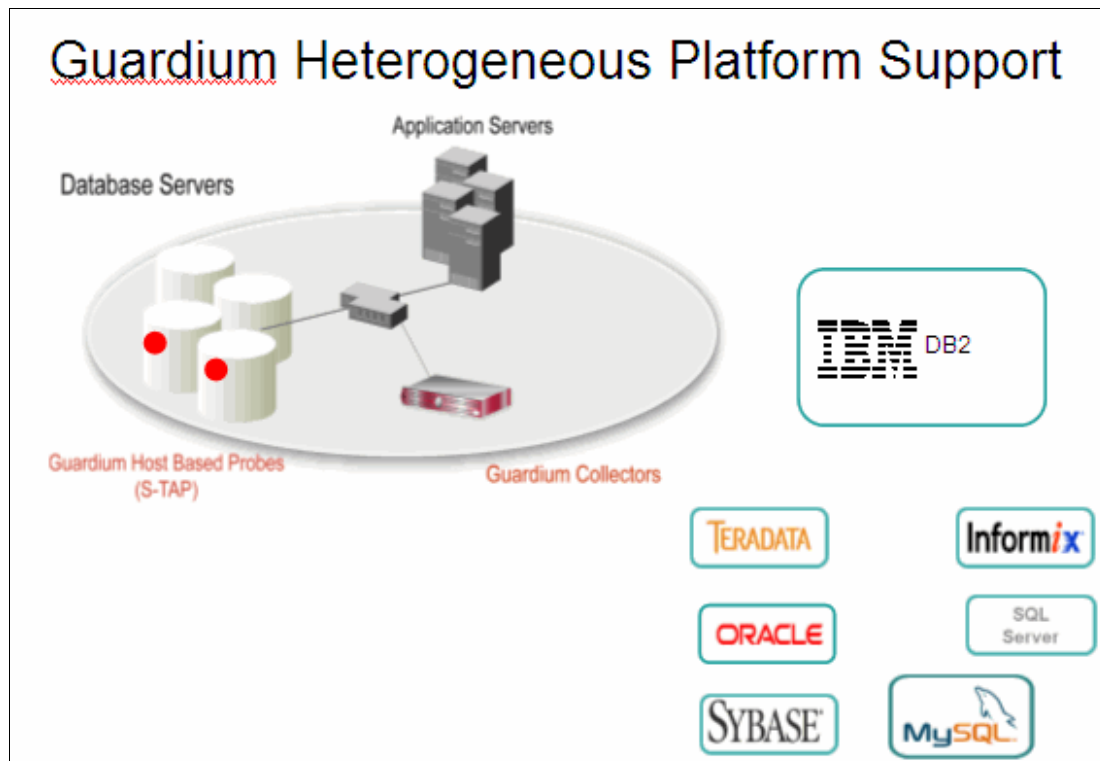 Guardium Heterogeneous Platform Support
Application Servers
Database Servers
IBM DB2
Guardium Host Based Probes
(S-TAP)
Guardium Collectors
TERADATA
Informix
ORACLE
SQL
Server
SYBASE
MySQL